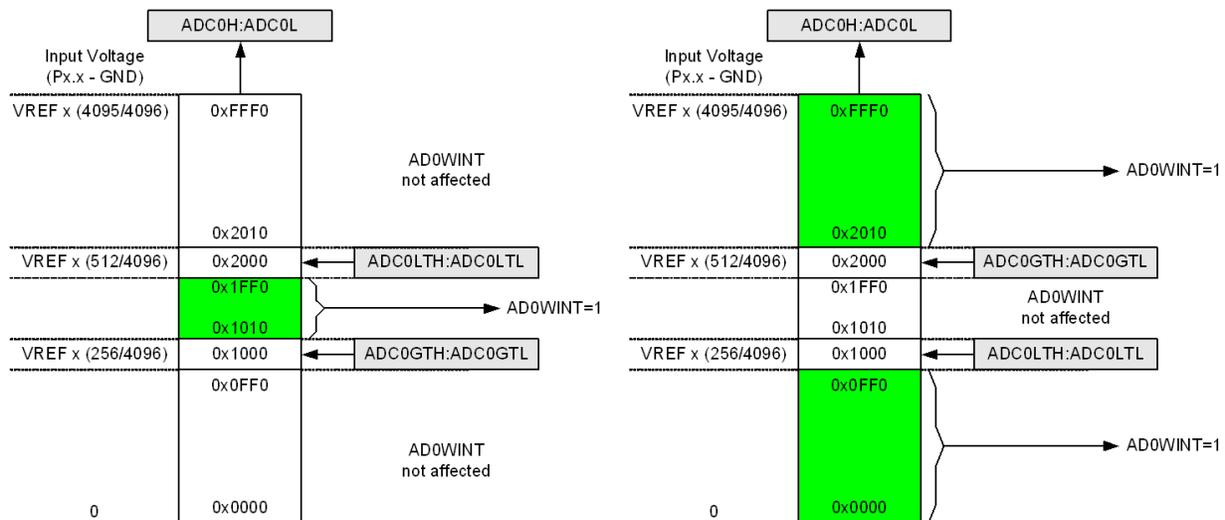 ADC0H:ADC0L
Input Voltage
(Px.x - GND)
VREF x (4095/4096)
0xFFF0
AD0WINT
not affected
0x2010
VREF x (512/4096)
0x2000
ADC0LTH:ADC0LTL
0x1FF0
AD0WINT=1
0x1010
VREF x (256/4096)
0x1000
ADC0GTH:ADC0GTL
0x0FF0
AD0WINT
not affected
0
0x0000
ADC0H:ADC0L
Input Voltage
(Px.x - GND)
VREF x (4095/4096)
0xFFF0
AD0WINT=1
0x2010
VREF x (512/4096)
0x2000
ADC0GTH:ADC0GTL
0x1FF0
AD0WINT
not affected
0x1010
VREF x (256/4096)
0x1000
ADC0LTH:ADC0LTL
0x0FF0
AD0WINT=1
0
0x0000